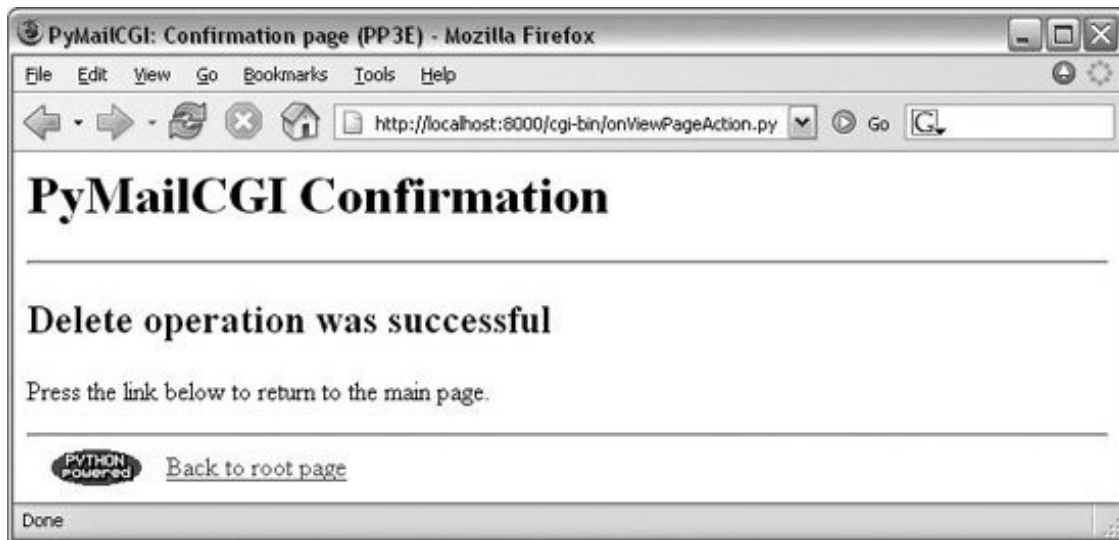 PyMailCGI: Confirmation page (PP3E) - Mozilla Firefox
File Edit View Go Bookmarks Tools Help
http://localhost:8000/cgi-bin/onViewPageAction.py Go G
PyMailCGI Confirmation
Delete operation was successful
Press the link below to return to the main page.
PYTHON
Powered
Back to root page
Done